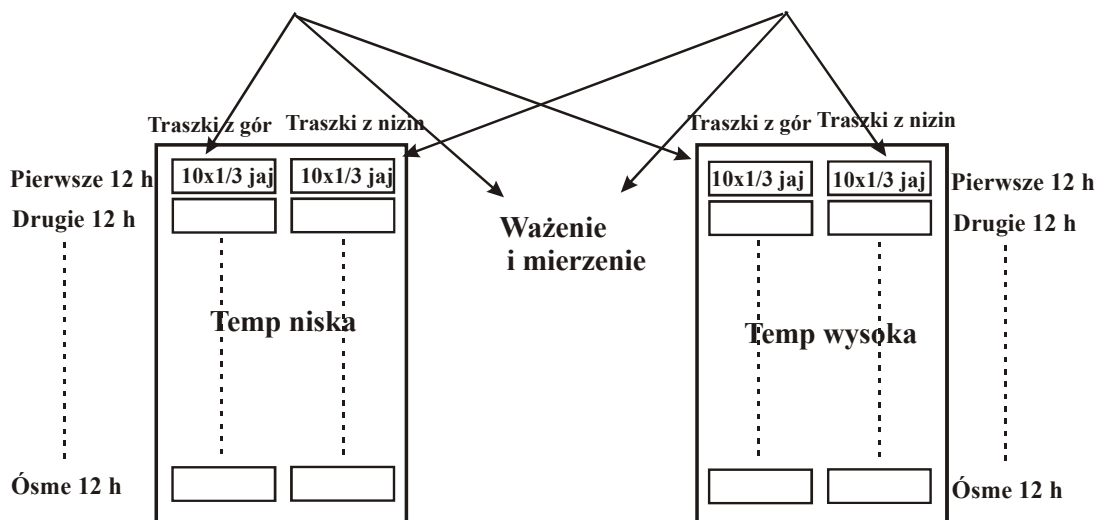 Traszki z gór
Traszki z nizin
Traszki z gór
Traszki z nizin
Pierwsze 12 h
10x1/3 jaj
10x1/3 jaj
10x1/3 jaj
10x1/3 jaj
Pierwsze 12 h
Drugie 12 h
Ważenie
i mierzenie
Drugie 12 h
Temp niska
Temp wysoka
Ósme 12 h
Ósme 12 h